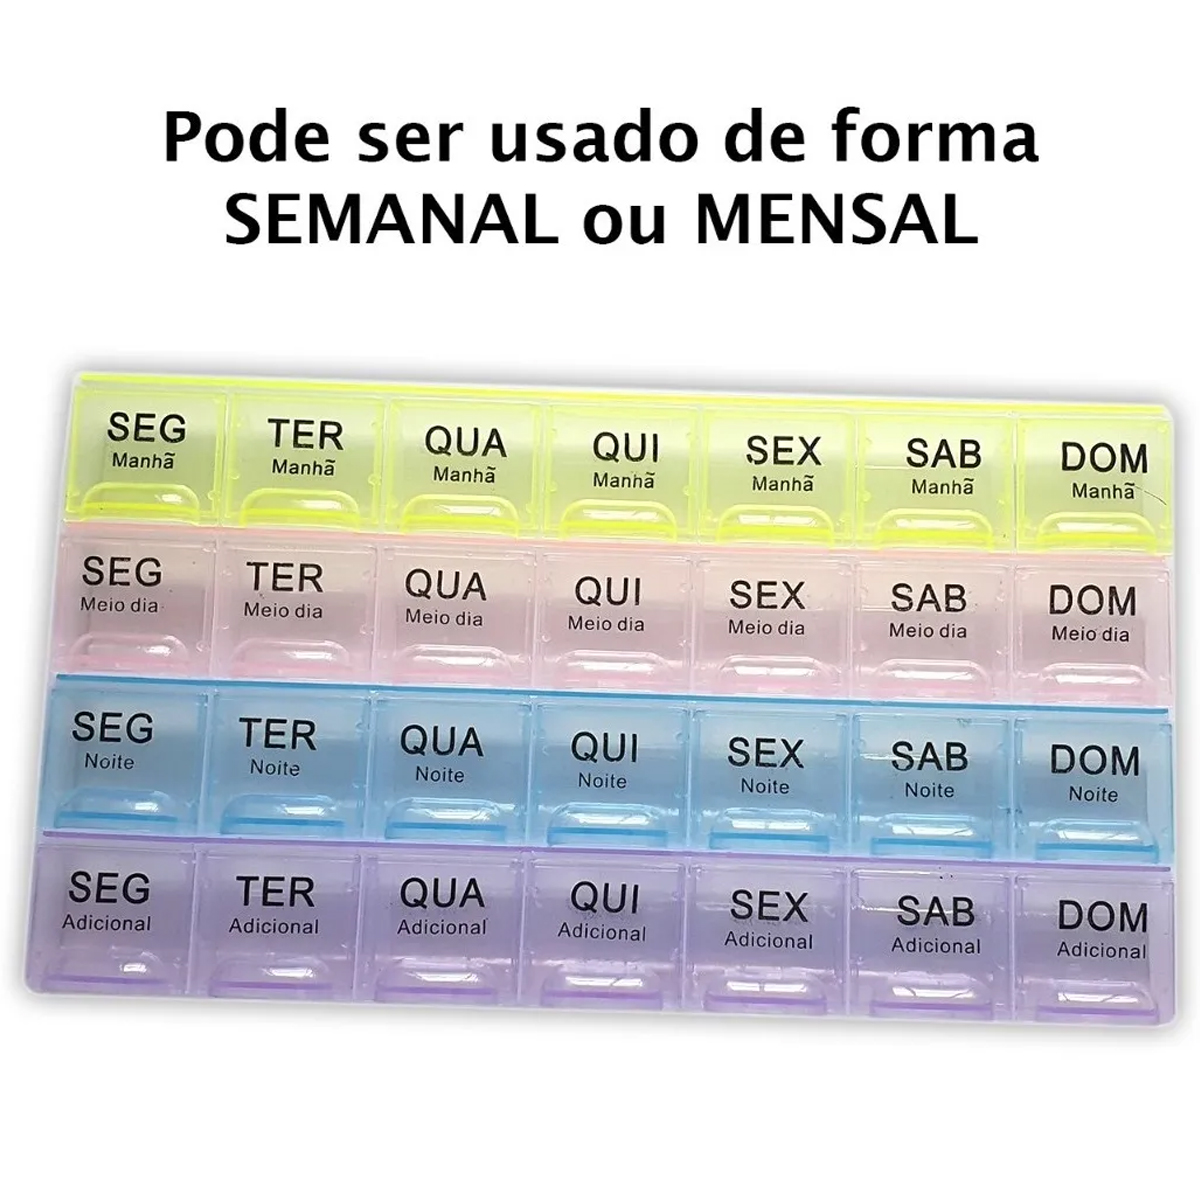 Pode ser usado de forma
SEMANAL ou MENSAL
SEG TER QUA QUI SEX SAB DOM
Manhã Manhã Manhã Manhã Manhã Manhã Manhã
SEG TER QUA QUI SEX SAB DOM
Meio dia Meio dia Meio dia Meio dia Meio dia Meio dia Meio dia
SEG TER QUA QUI SEX SAB DOM
Noite Noite Noite Noite Noite Noite Noite
SEG TER QUA QUI SEX SAB DOM
Adicional Adicional Adicional Adicional Adicional Adicional Adicional